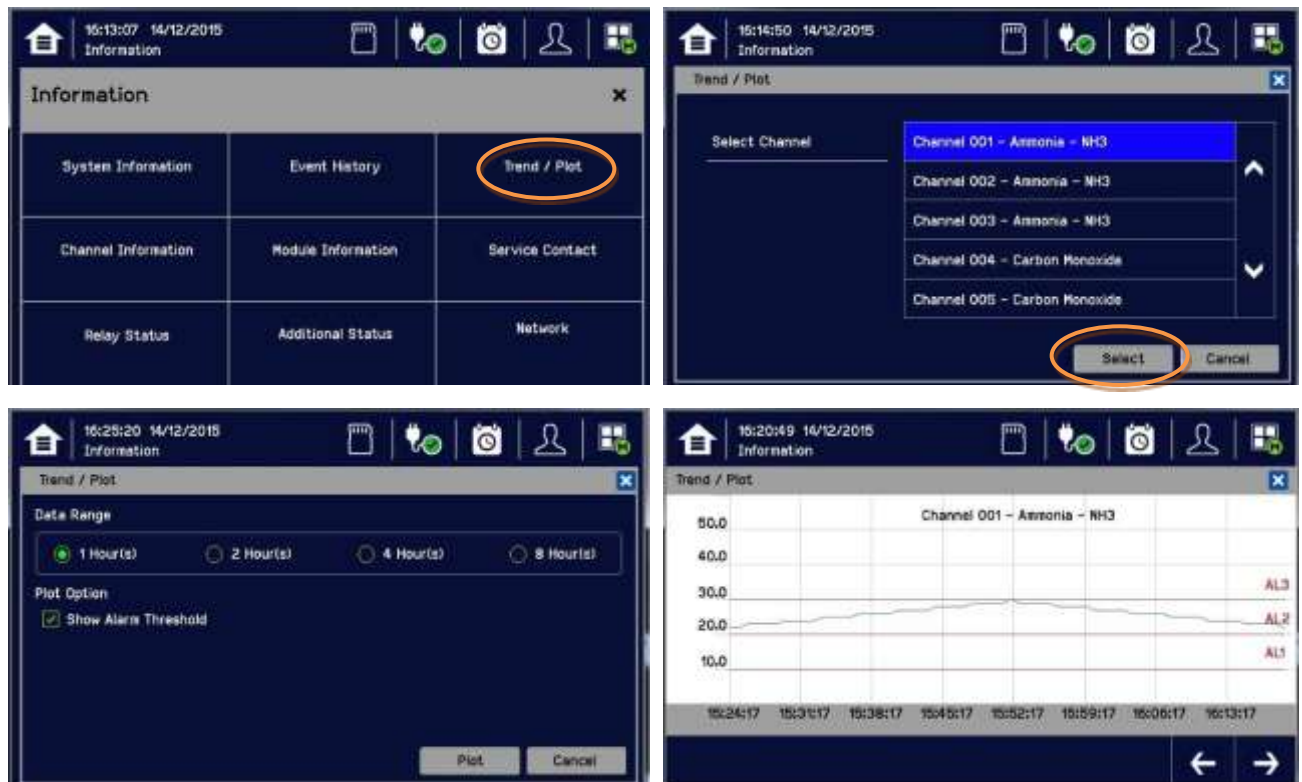 16:13:07 14/12/2015
Information
Information
System Information
Event History
Trend / Plot
Channel Information
Module Information
Service Contact
Relay Status
Additional Status
Network
16:14:50 14/12/2015
Information
Trend / Plot
Select Channel
Channel 001 - Ammonia - NH3
Channel 002 - Ammonia - NH3
Channel 003 - Ammonia - NH3
Channel 004 - Carbon Monoxide
Channel 005 - Carbon Monoxide
Select
Cancel
16:25:20 14/12/2015
Information
Trend / Plot
Data Range
1 Hour(s)
2 Hour(s)
4 Hour(s)
8 Hour(s)
Plot Option
Show Alarm Threshold
Plot
Cancel
16:20:49 14/12/2015
Information
Trend / Plot
Channel 001 - Ammonia - NH3
50.0
40.0
30.0
AL3
20.0
AL2
10.0
AL1
15:24:17 15:31:17 15:38:17 15:45:17 15:52:17 15:59:17 16:06:17 16:13:17